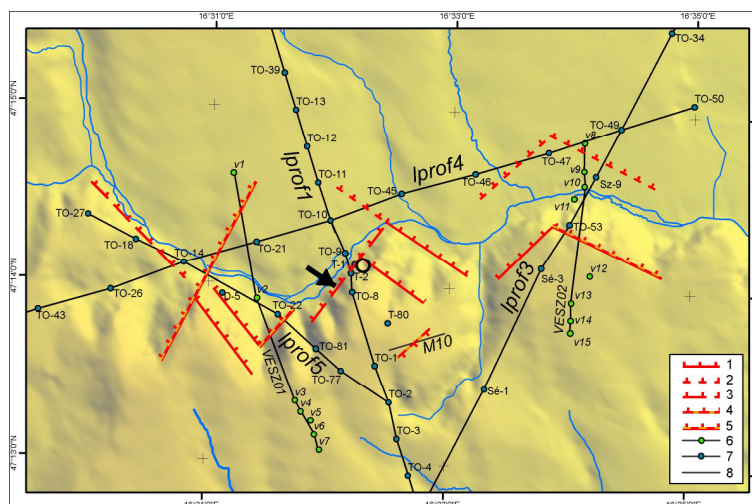 16°31'0"E 16°33'0"E 16°35'0"E
TO-34
TO-39
47°15'0"N
TO-50
TO-13
TO-49
TO-12
v8
Iprof1
Iprof4
TO-47
v1
TO-11
TO-46
v9
Sz-9
v10
TO-45
v11
TO-27
TO-10
TO-53
TO-18
TO-21
TO-9
TO-14
T-1
47°14'0"N
T-2
Sé-3
v12
TO-26
D-5
v2
TO-8
Iprof3
TO-43
TO-22
VESZ02
v13
T-80
v14
Iprof5
TO-81
M10
v15
VESZ01
TO-77
TO-1
1
2
Sé-1
3
v3
TO-2
4
v4
v5
5
v6
TO-3
6
47°13'0"N
v7
7
TO-4
8